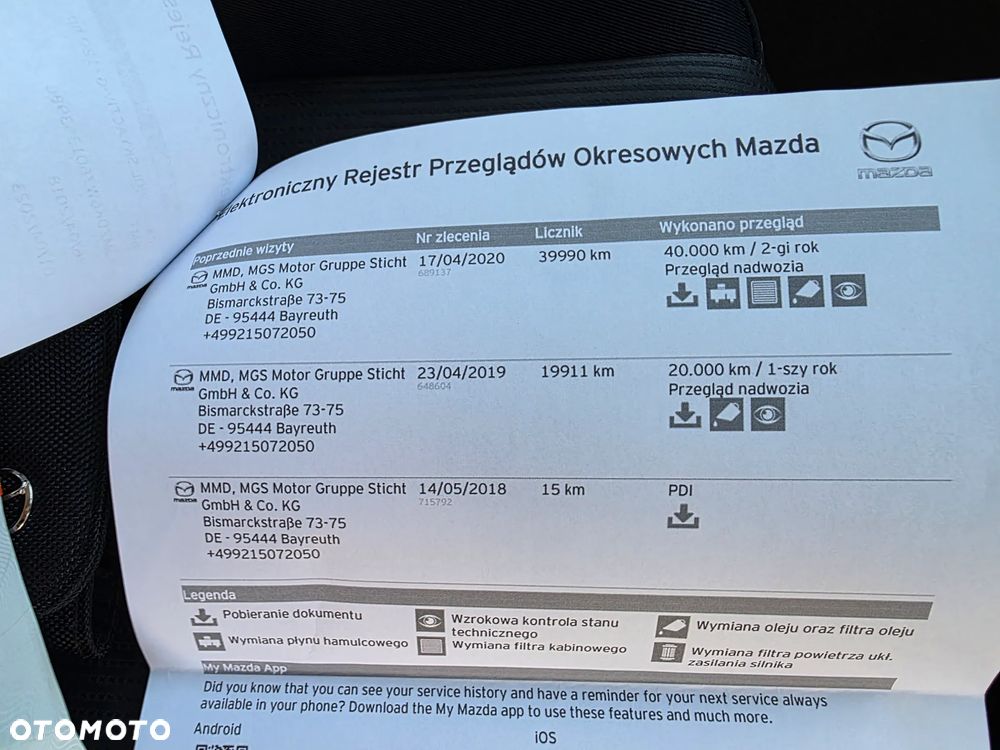 Elektroniczny Rejestr Przeglądów Okresowych Mazda
mazda
Poprzednie wizyty Nr zlecenia Licznik Wykonano przegląd
MMD, MGS Motor Gruppe Sticht 17/04/2020 39990 km 40.000 km / 2-gi rok
mazda GmbH & Co. KG 689137 Przegląd nadwozia
Bismarckstraße 73-75
DE - 95444 Bayreuth
+499215072050
MMD, MGS Motor Gruppe Sticht 23/04/2019 19911 km 20.000 km / 1-szy rok
mazda GmbH & Co. KG 648604 Przegląd nadwozia
Bismarckstraße 73-75
DE - 95444 Bayreuth
+499215072050
MMD, MGS Motor Gruppe Sticht 14/05/2018 15 km PDI
mazda GmbH & Co. KG 715792
Bismarckstraße 73-75
DE - 95444 Bayreuth
+499215072050
Legenda
Pobieranie dokumentu Wzrokowa kontrola stanu technicznego Wymiana oleju oraz filtra oleju
Wymiana płynu hamulcowego Wymiana filtra kabinowego Wymiana filtra powietrza ukł. zasilania silnika
My Mazda App
Did you know that you can see your service history and have a reminder for your next service always
available in your phone? Download the My Mazda app to use these features and much more.
Android iOS
OTOMOTO